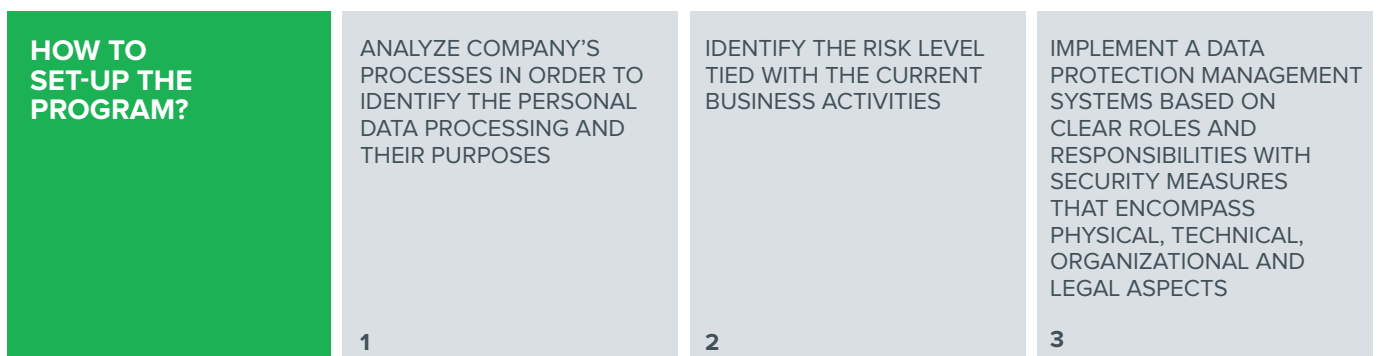 HOW TO
SET-UP THE
PROGRAM?
ANALYZE COMPANY'S
PROCESSES IN ORDER TO
IDENTIFY THE PERSONAL
DATA PROCESSING AND
THEIR PURPOSES
1
IDENTIFY THE RISK LEVEL
TIED WITH THE CURRENT
BUSINESS ACTIVITIES
2
IMPLEMENT A DATA
PROTECTION MANAGEMENT
SYSTEMS BASED ON
CLEAR ROLES AND
RESPONSIBILITIES WITH
SECURITY MEASURES
THAT ENCOMPASS
PHYSICAL, TECHNICAL,
ORGANIZATIONAL AND
LEGAL ASPECTS
3